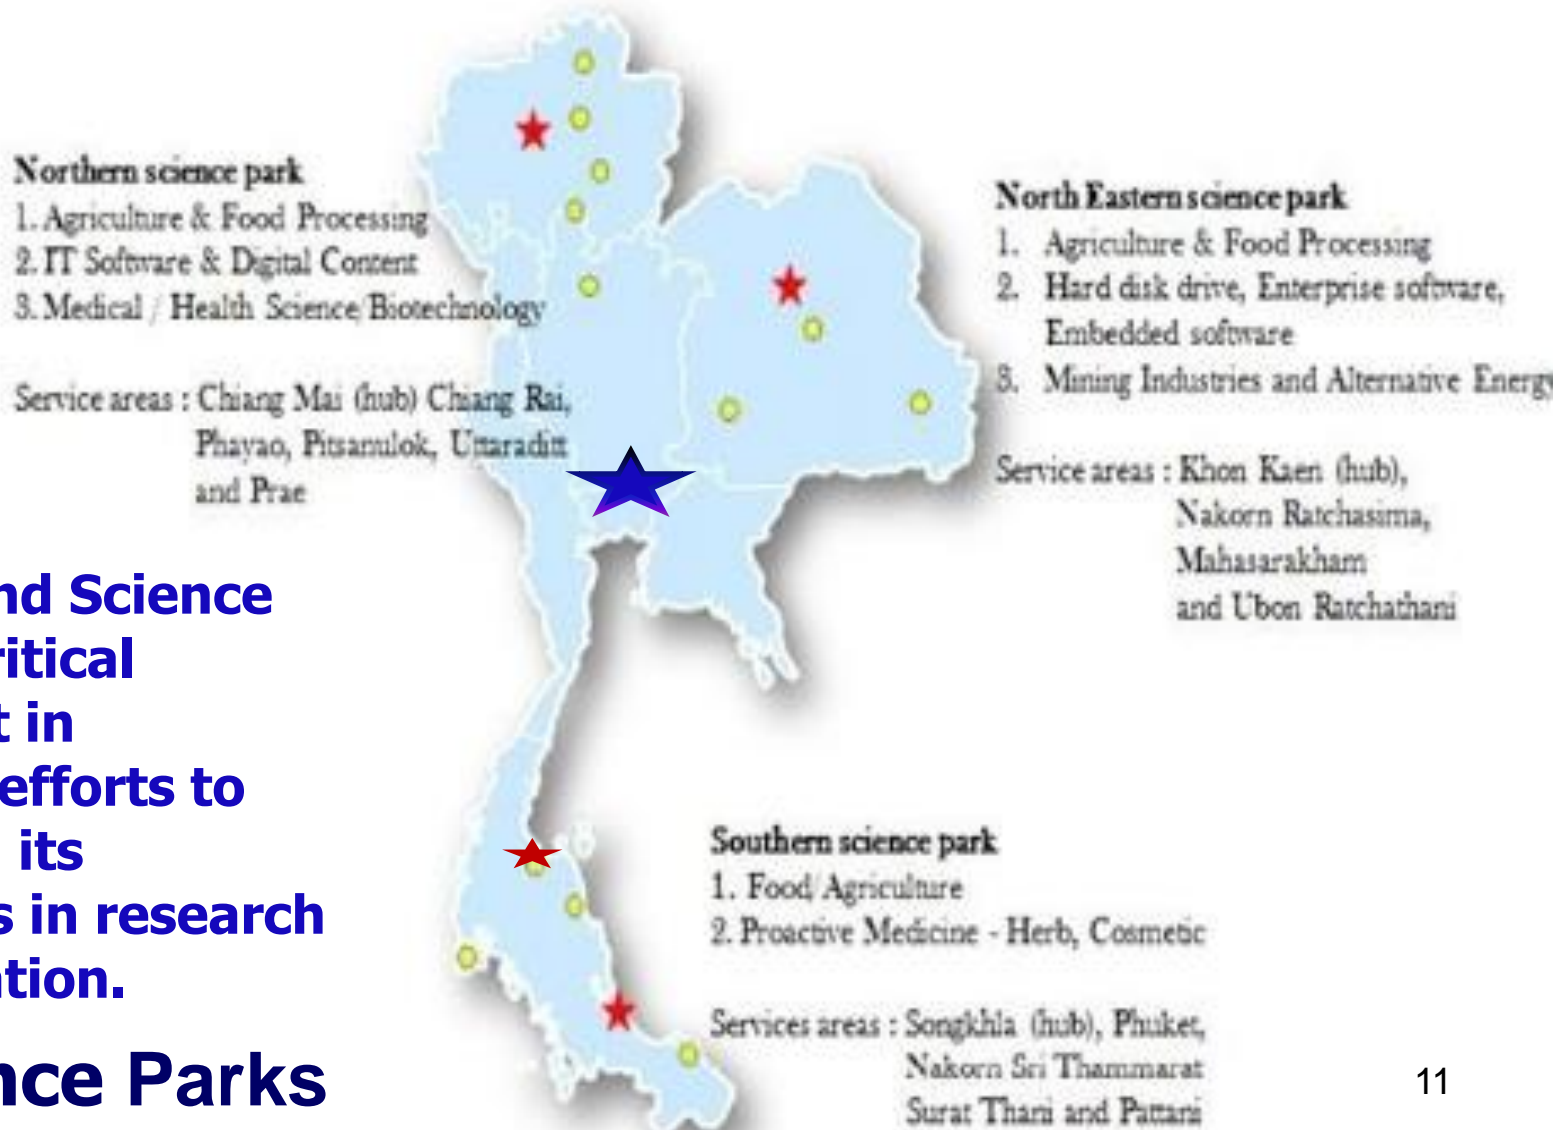 Northern science park
1. Agriculture & Food Processing
2. IT Software & Digital Content
3. Medical / Health Science/Biotechnology
Service areas : Chiang Mai (hub) Chiang Rai,
Phayao, Pitsanulok, Uttaraditt
and Prae
North Eastern science park
1. Agriculture & Food Processing
2. Hard disk drive, Enterprise software,
Embedded software
3. Mining Industries and Alternative Energy
Service areas : Khon Kaen (hub),
Nakorn Ratchasima,
Mahasarakham
and Ubon Ratchathani
nd Science
ritical
t in
efforts to
its
s in research
ation.
Southern science park
1. Food/Agriculture
2. Proactive Medicine - Herb, Cosmetic
Services areas : Songkhla (hub), Phuket,
Nakorn Sri Thammarat
Surat Thani and Pattani
nce Parks
11